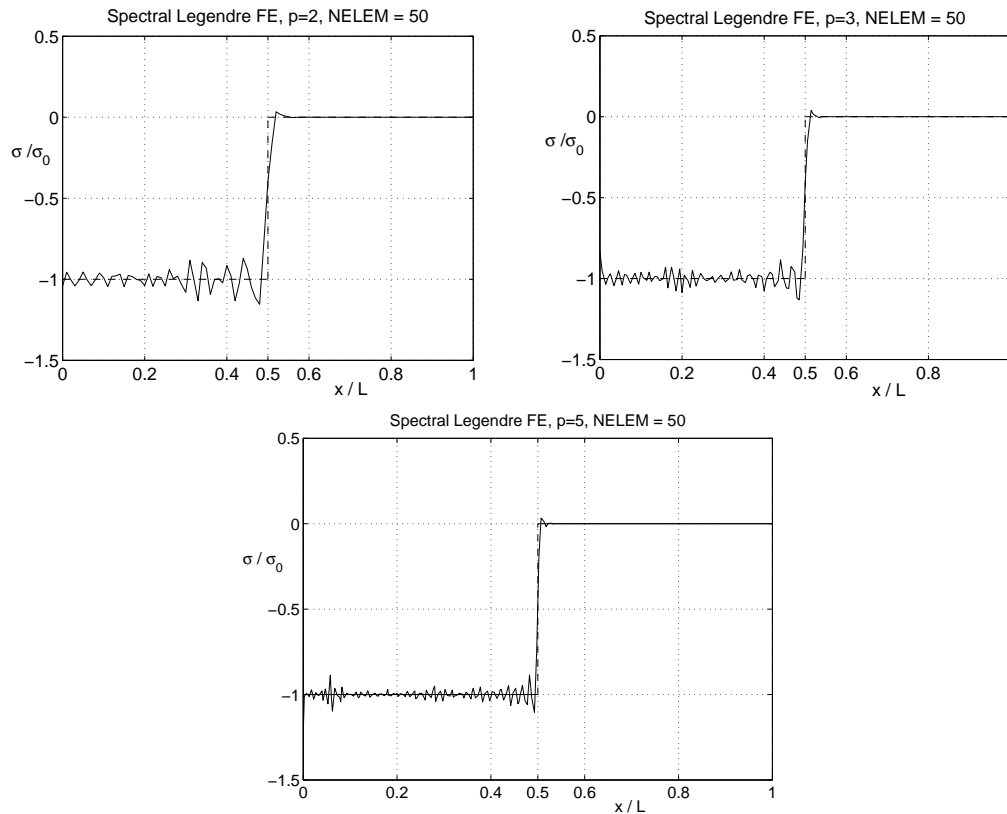 Spectral Legendre FE, p=2, NELEM = 50
0.5
0
σ /σ0
−0.5
−1
−1.5
0 0.2 0.4 0.5 0.6 0.8 1
x / L
Spectral Legendre FE, p=3, NELEM = 50
0.5
0
σ /σ0
−0.5
−1
−1.5
0 0.2 0.4 0.5 0.6 0.8
x / L
Spectral Legendre FE, p=5, NELEM = 50
0.5
0
σ / σ0
−0.5
−1
−1.5
0 0.2 0.4 0.5 0.6 0.8 1
x / L